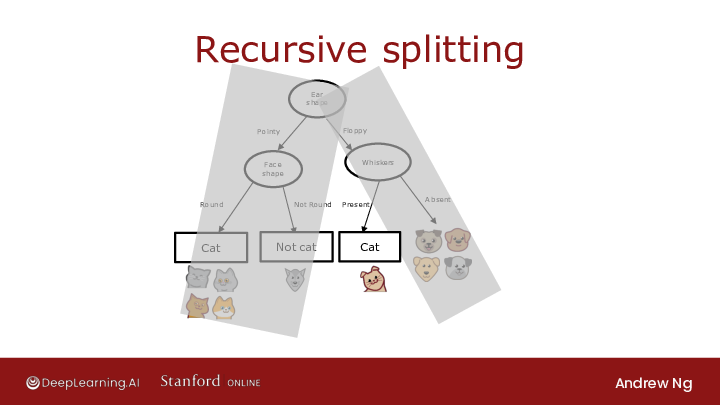 Recursive splitting
Ear
shape
Pointy
Floppy
Face
shape
Whiskers
Round
Not Round
Present
Absent
Cat
Not cat
Cat
DeepLearning.AI
Stanford ONLINE
Andrew Ng